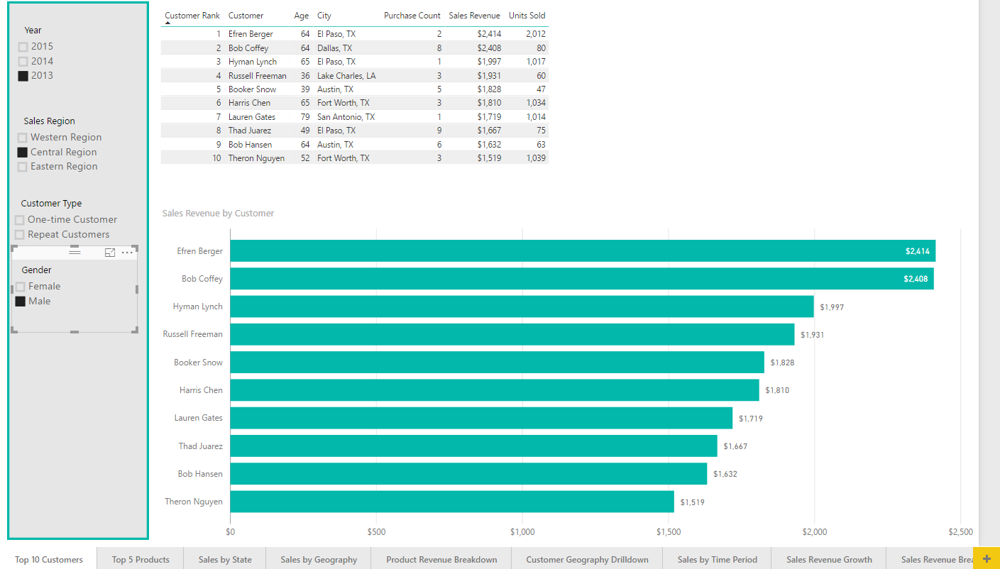 Year
2015
2014
2013
Sales Region
Western Region
Central Region
Eastern Region
Customer Type
One-time Customer
Repeat Customers
Gender
Female
Male
Customer Rank Customer Age City Purchase Count Sales Revenue Units Sold
1 Efren Berger 64 El Paso, TX 2 $2,414 2,012
2 Bob Coffey 64 Dallas, TX 8 $2,408 80
3 Hyman Lynch 65 El Paso, TX 1 $1,997 1,017
4 Russell Freeman 36 Lake Charles, LA 3 $1,931 60
5 Booker Snow 39 Austin, TX 5 $1,828 47
6 Harris Chen 65 Fort Worth, TX 3 $1,810 1,034
7 Lauren Gates 79 San Antonio, TX 1 $1,719 1,014
8 Thad Juarez 49 El Paso, TX 9 $1,667 75
9 Bob Hansen 64 Austin, TX 6 $1,632 63
10 Theron Nguyen 52 Fort Worth, TX 3 $1,519 1,039
Sales Revenue by Customer
Efren Berger $2,414
Bob Coffey $2,408
Hyman Lynch $1,997
Russell Freeman $1,931
Booker Snow $1,828
Harris Chen $1,810
Lauren Gates $1,719
Thad Juarez $1,667
Bob Hansen $1,632
Theron Nguyen $1,519
$0 $500 $1,000 $1,500 $2,000 $2,500
Top 10 Customers Top 5 Products Sales by State Sales by Geography Product Revenue Breakdown Customer Geography Drilldown Sales by Time Period Sales Revenue Growth Sales Revenue Brea +